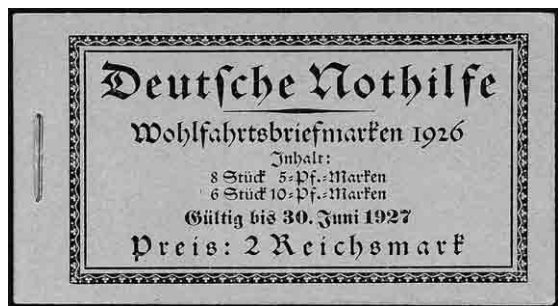 Deutsche Nothilfe
Wohlfahrtsbriefmarken 1926
Inhalt:
8 Stück 5=Pf.=Marken
6 Stück 10=Pf.=Marken
Gültig bis 30. Juni 1927
Preis: 2 Reichsmark